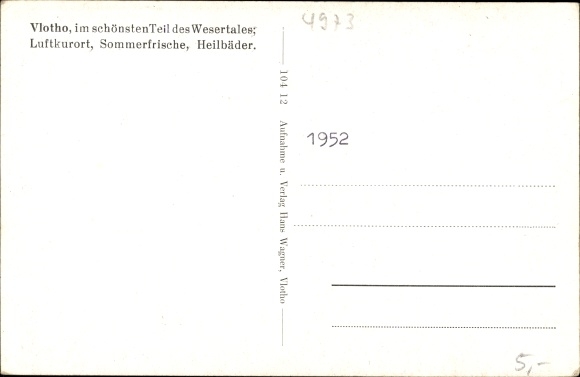 Vlotho, im schönsten Teil des Wesertales;
Luftkurort, Sommerfrische, Heilbäder.
104 12 Aufnahme u. Verlag Hans Wagner, Vlotho
4973
1952
5,-